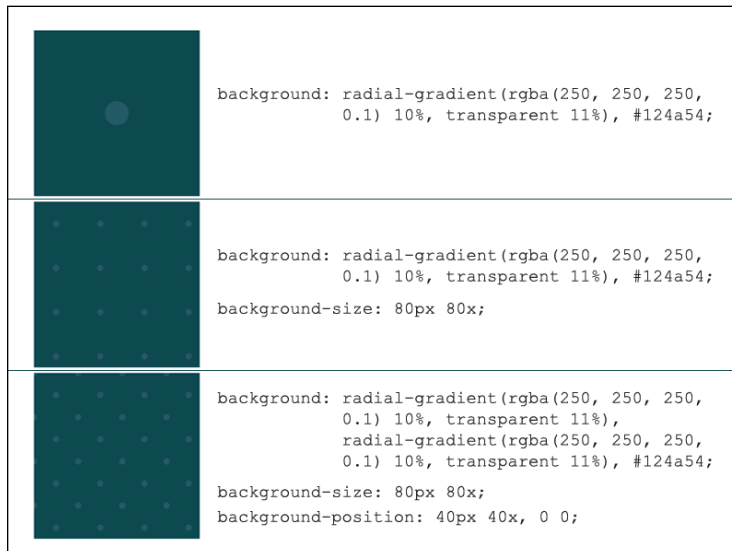 background: radial-gradient(rgba(250, 250, 250,
0.1) 10%, transparent 11%), #124a54;
background: radial-gradient(rgba(250, 250, 250,
0.1) 10%, transparent 11%), #124a54;
background-size: 80px 80x;
background: radial-gradient(rgba(250, 250, 250,
0.1) 10%, transparent 11%),
radial-gradient(rgba(250, 250, 250,
0.1) 10%, transparent 11%), #124a54;
background-size: 80px 80x;
background-position: 40px 40x, 0 0;